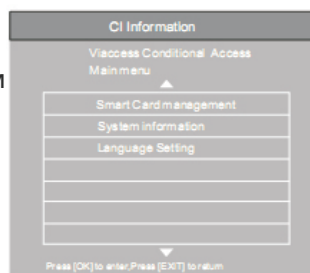 CI Information
Viaccess Conditional Access
Main menu
Smart Card management
System information
Language Setting
Press [OK] to enter,Press [EXIT] to return